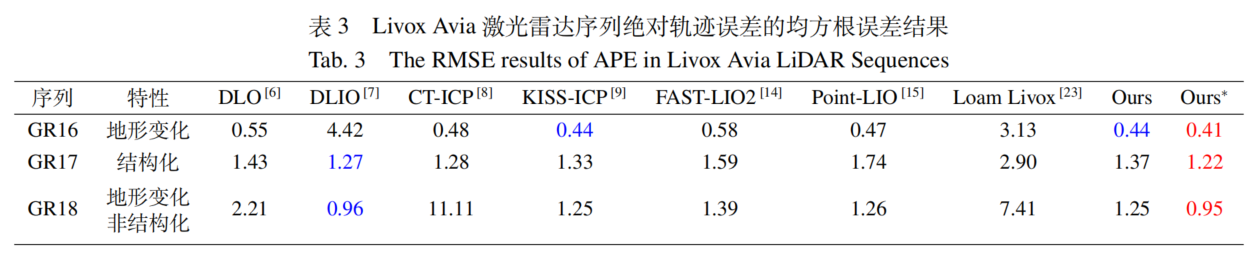 表 3 Livox Avia 激光雷达序列绝对轨迹误差的均方根误差结果
Tab. 3 The RMSE results of APE in Livox Avia LiDAR Sequences
序列 特性 DLO[6] DLIO[7] CT-ICP[8] KISS-ICP[9] FAST-LIO2[14] Point-LIO[15] Loam Livox[23] Ours Ours*
GR16 地形变化 0.55 4.42 0.48 0.44 0.58 0.47 3.13 0.44 0.41
GR17 结构化 1.43 1.27 1.28 1.33 1.59 1.74 2.90 1.37 1.22
GR18 地形变化 2.21 0.96 11.11 1.25 1.39 1.26 7.41 1.25 0.95
非结构化